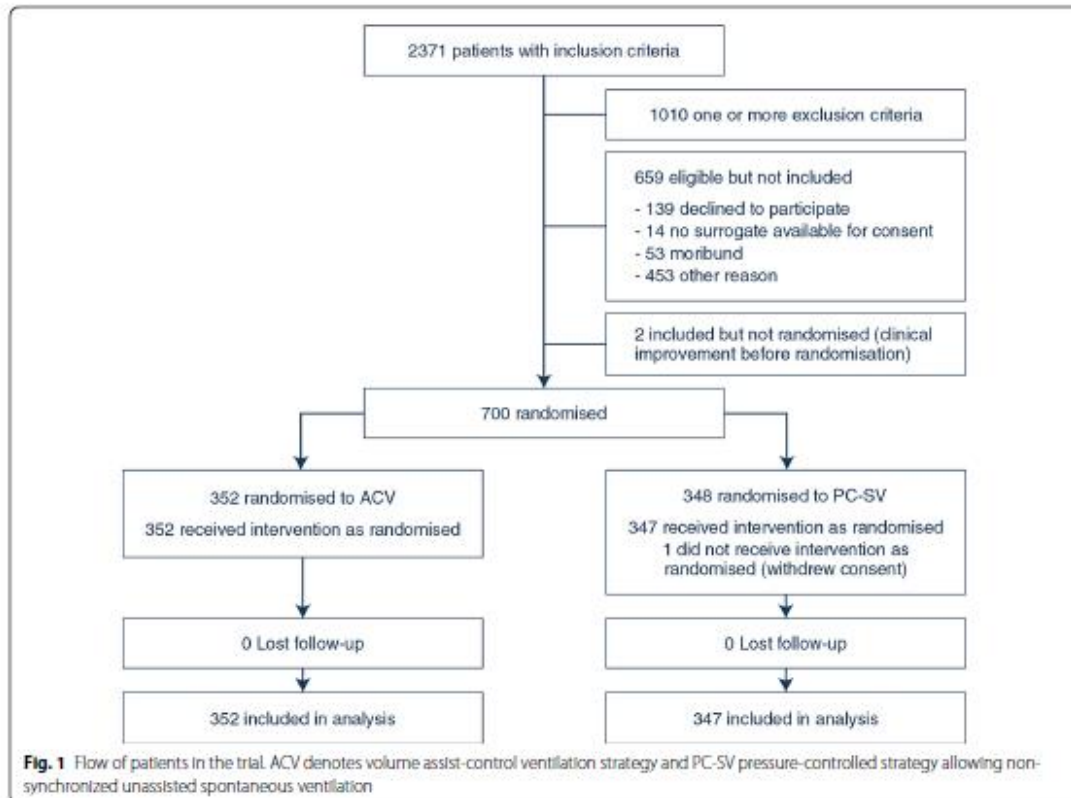 2371 patients with inclusion criteria
1010 one or more exclusion criteria
659 eligible but not included
- 139 declined to participate
- 14 no surrogate available for consent
- 53 moribund
- 453 other reason
2 included but not randomised (clinical
improvement before randomisation)
700 randomised
352 randomised to ACV
352 received intervention as randomised
348 randomised to PC-SV
347 received intervention as randomised
1 did not receive intervention as
randomised (withdrew consent)
0 Lost follow-up
0 Lost follow-up
352 included in analysis
347 included in analysis
Fig. 1 Flow of patients in the trial. ACV denotes volume assist-control ventilation strategy and PC-SV pressure-controlled strategy allowing non-
synchronized unassisted spontaneous ventilation